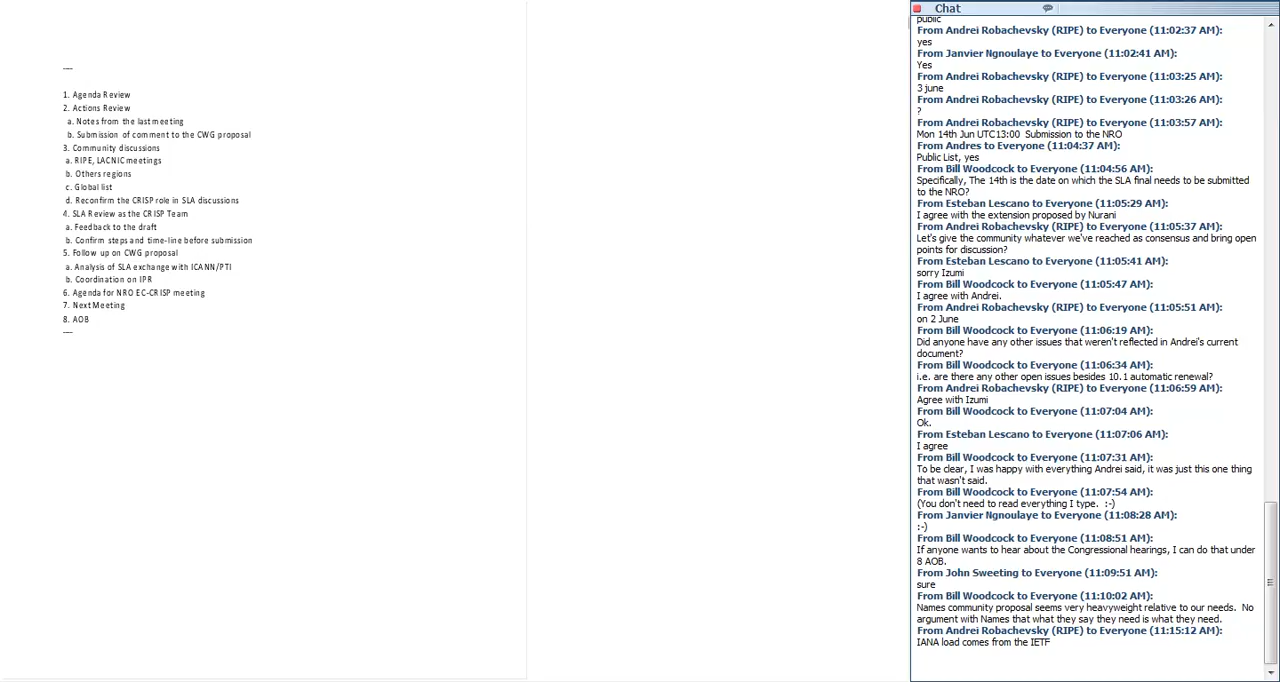 ---
1. Agenda Review
2. Actions Review
a. Notes from the last meeting
b. Submission of comment to the CWG proposal
3. Community discussions
a. RIPE, LACNIC meetings
b. Others regions
c. Global list
d. Reconfirm the CRISP role in SLA discussions
4. SLA Review as the CRISP Team
a. Feedback to the draft
b. Confirm steps and time-line before submission
5. Follow up on CWG proposal
a. Analysis of SLA exchange with ICANN/PTI
b. Coordination on IPR
6. Agenda for NRO EC-CRISP meeting
7. Next Meeting
8. AOB
---
Chat
public
From Andrei Robachevsky (RIPE) to Everyone (11:02:37 AM):
yes
From Janvier Ngnoulaye to Everyone (11:02:41 AM):
Yes
From Andrei Robachevsky (RIPE) to Everyone (11:03:25 AM):
3 june
From Andrei Robachevsky (RIPE) to Everyone (11:03:26 AM):
?
From Andrei Robachevsky (RIPE) to Everyone (11:03:57 AM):
Mon 14th Jun UTC13:00 Submission to the NRO
From Andres to Everyone (11:04:37 AM):
Public List, yes
From Bill Woodcock to Everyone (11:04:56 AM):
Specifically, The 14th is the date on which the SLA final needs to be submitted
to the NRO?
From Esteban Lescano to Everyone (11:05:29 AM):
I agree with the extension proposed by Nurani
From Andrei Robachevsky (RIPE) to Everyone (11:05:37 AM):
Let's give the community whatever we've reached as consensus and bring open
points for discussion?
From Esteban Lescano to Everyone (11:05:41 AM):
sorry Izumi
From Bill Woodcock to Everyone (11:05:47 AM):
I agree with Andrei.
From Andrei Robachevsky (RIPE) to Everyone (11:05:51 AM):
on 2 June
From Bill Woodcock to Everyone (11:06:19 AM):
Did anyone have any other issues that weren't reflected in Andrei's current
document?
From Bill Woodcock to Everyone (11:06:34 AM):
i.e. are there any other open issues besides 10.1 automatic renewal?
From Andrei Robachevsky (RIPE) to Everyone (11:06:59 AM):
Agree with Izumi
From Bill Woodcock to Everyone (11:07:04 AM):
Ok.
From Esteban Lescano to Everyone (11:07:06 AM):
I agree
From Bill Woodcock to Everyone (11:07:31 AM):
To be clear, I was happy with everything Andrei said, it was just this one thing
that wasn't said.
From Bill Woodcock to Everyone (11:07:54 AM):
(You don't need to read everything I type. :-)
From Janvier Ngnoulaye to Everyone (11:08:28 AM):
:-)
From Bill Woodcock to Everyone (11:08:51 AM):
If anyone wants to hear about the Congressional hearings, I can do that under
8 AOB.
From John Sweeting to Everyone (11:09:51 AM):
sure
From Bill Woodcock to Everyone (11:10:02 AM):
Names community proposal seems very heavyweight relative to our needs. No
argument with Names that what they say they need is what they need.
From Andrei Robachevsky (RIPE) to Everyone (11:15:12 AM):
IANA load comes from the IETF